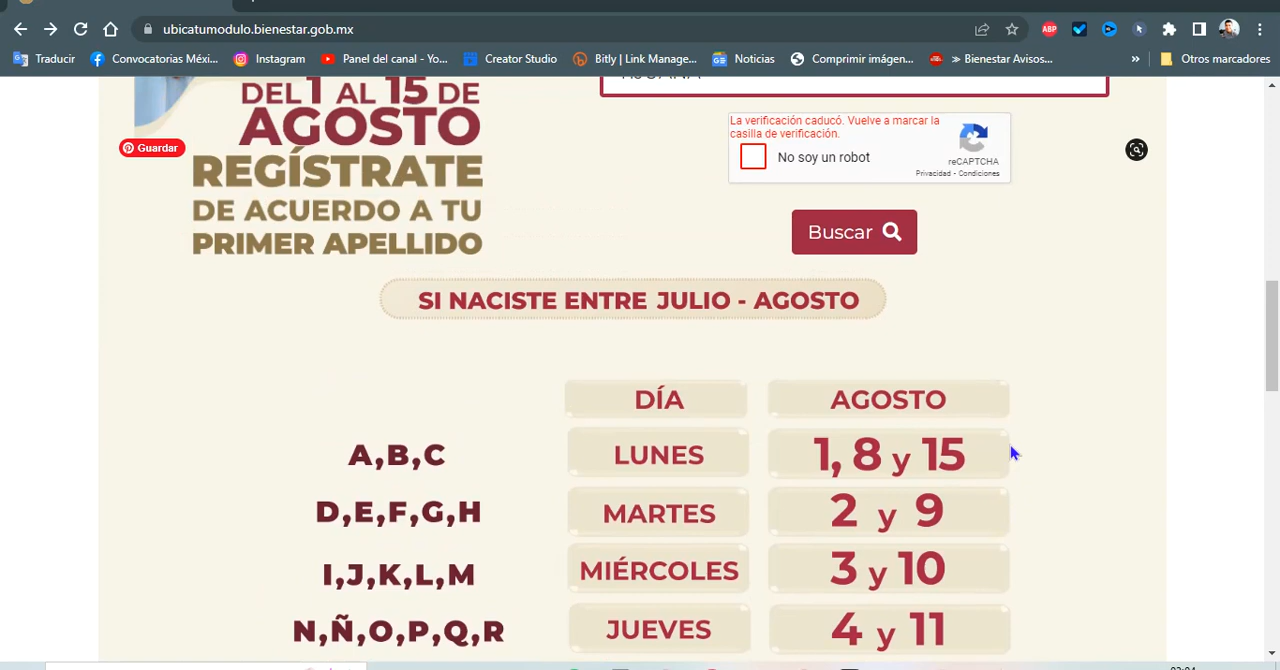 ubicatumodulo.bienestar.gob.mx
ABP
Traducir
Convocatorias Méxi...
Instagram
Panel del canal - Yo...
Creator Studio
Bitly | Link Manage...
Noticias
Comprimir imágen...
≫ Bienestar Avisos...
»
Otros marcadores
DEL 1 AL 15 DE
AGOSTO
Guardar
REGÍSTRATE
DE ACUERDO A TU
PRIMER APELLIDO
La verificación caducó. Vuelve a marcar la
casilla de verificación.
No soy un robot
reCAPTCHA
Privacidad - Condiciones
Buscar
SI NACISTE ENTRE JULIO - AGOSTO
DÍA AGOSTO
A,B,C LUNES 1, 8 y 15
D,E,F,G,H MARTES 2 y 9
I,J,K,L,M MIÉRCOLES 3 y 10
N,Ñ,O,P,Q,R JUEVES 4 y 11